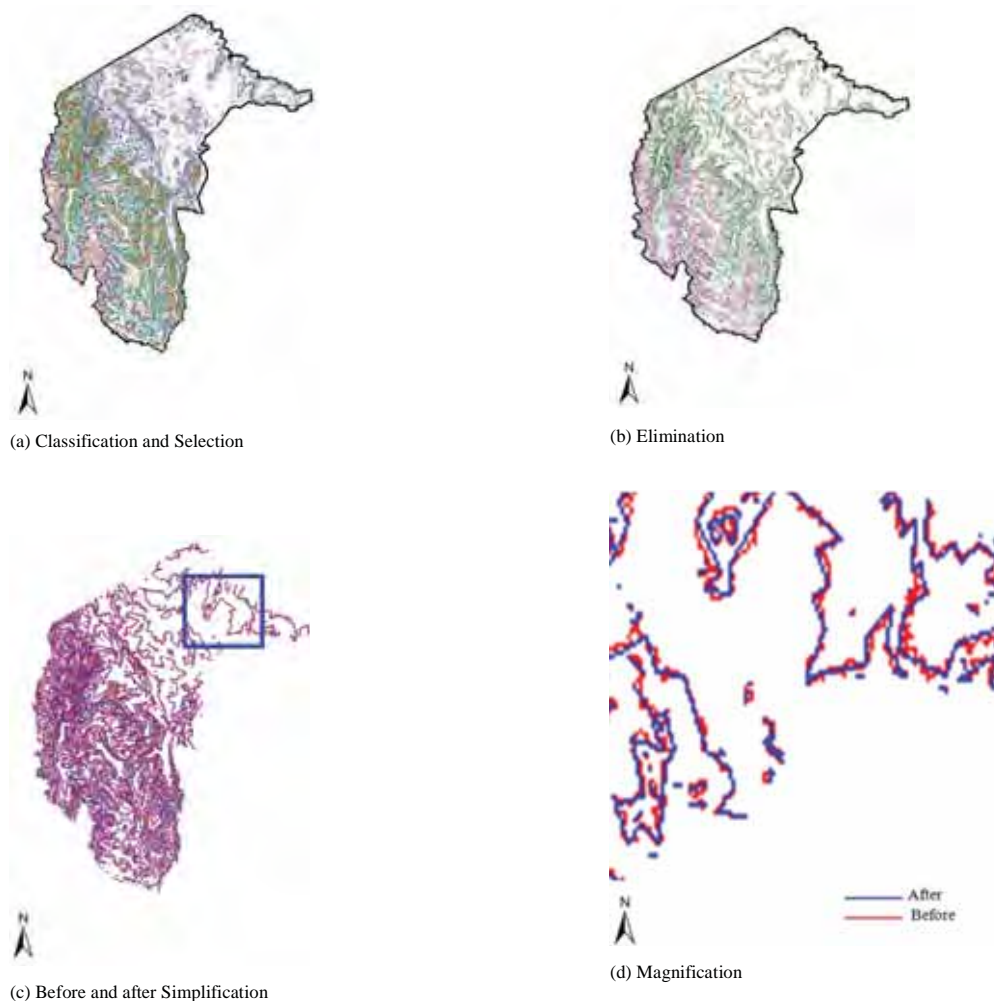 N
(a) Classification and Selection
N
(b) Elimination
N
(c) Before and after Simplification
After
Before
N
(d) Magnification